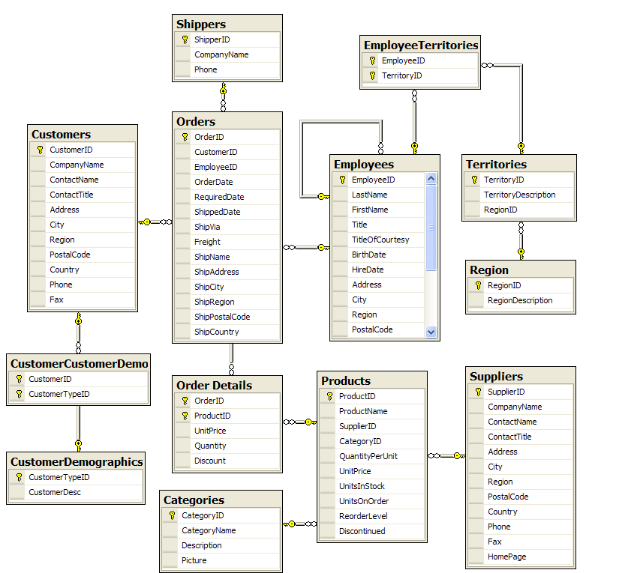 Shippers
ShipperID
CompanyName
Phone
EmployeeTerritories
EmployeeID
TerritoryID
Customers
CustomerID
CompanyName
ContactName
ContactTitle
Address
City
Region
PostalCode
Country
Phone
Fax
Orders
OrderID
CustomerID
EmployeeID
OrderDate
RequiredDate
ShippedDate
ShipVia
Freight
ShipName
ShipAddress
ShipCity
ShipRegion
ShipPostalCode
ShipCountry
Employees
EmployeeID
LastName
FirstName
Title
TitleOfCourtesy
BirthDate
HireDate
Address
City
Region
PostalCode
Territories
TerritoryID
TerritoryDescription
RegionID
Region
RegionID
RegionDescription
CustomerCustomerDemo
CustomerID
CustomerTypeID
CustomerDemographics
CustomerTypeID
CustomerDesc
Order Details
OrderID
ProductID
UnitPrice
Quantity
Discount
Categories
CategoryID
CategoryName
Description
Picture
Products
ProductID
ProductName
SupplierID
CategoryID
QuantityPerUnit
UnitPrice
UnitsInStock
UnitsOnOrder
ReorderLevel
Discontinued
Suppliers
SupplierID
CompanyName
ContactName
ContactTitle
Address
City
Region
PostalCode
Country
Phone
Fax
HomePage